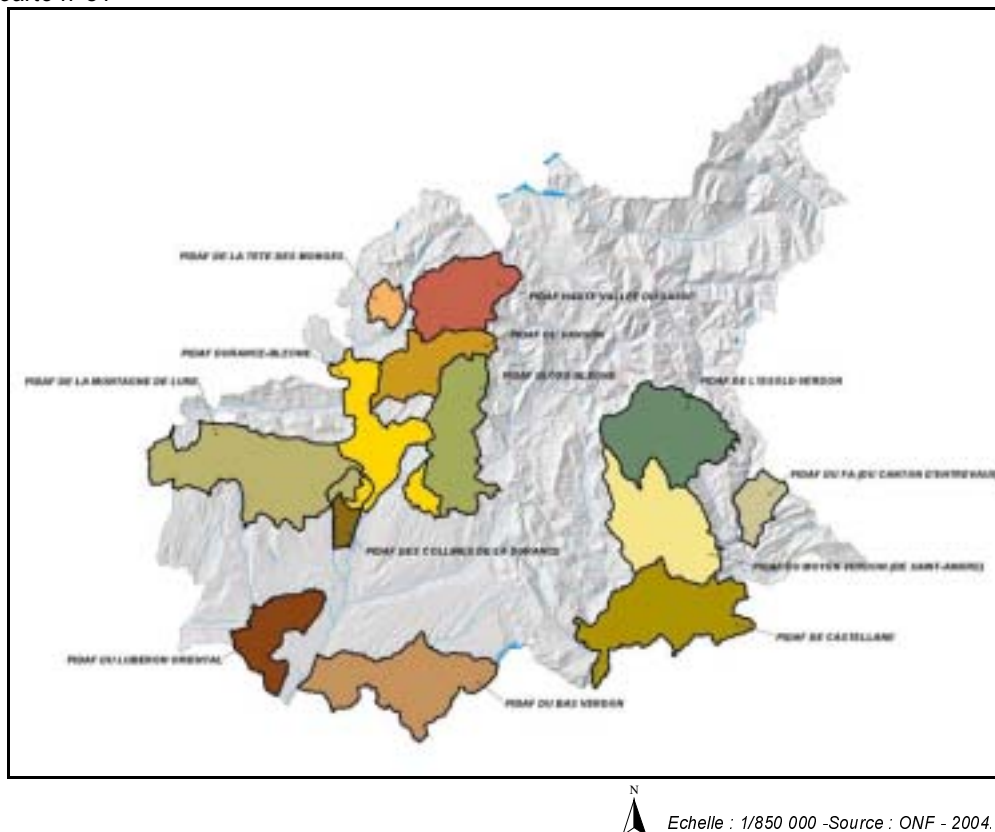 PIDAF DE LA TETE DES MONGES
PIDAF HAUTE VALLEE DU SASSE
PIDAF DU VANSON
PIDAF DURANCE-BLEONE
PIDAF DE LA MONTAGNE DE LURE
PIDAF BLEONE
PIDAF DE L'ISSOLE-VERDON
PIDAF DU FA (DU CANTON D'ENTREVAUX
PIDAF DES COLLINES DE LA DURANCE
PIDAF DU MOYEN VERDON (DE SAINT-ANDRE)
PIDAF DE CASTELLANE
PIDAF DU LUBERON ORIENTAL
PIDAF DU BAS VERDON
N
Echelle : 1/850 000 -Source : ONF - 2004.